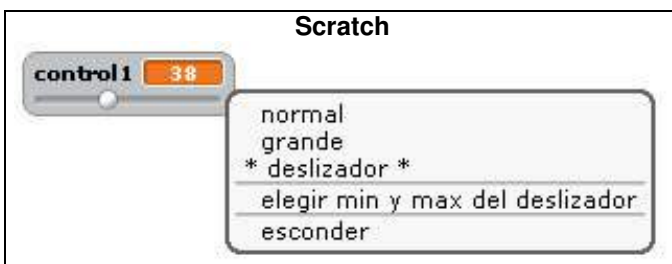 Scratch
control1 38
normal
grande
* deslizador *
elegir min y max del deslizador
esconder